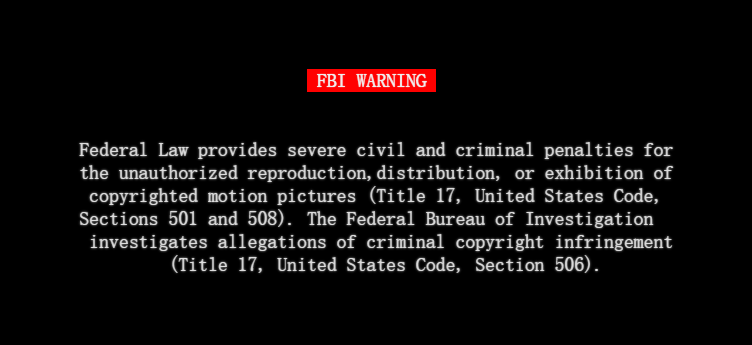 FBI WARNING
Federal Law provides severe civil and criminal penalties for
the unauthorized reproduction,distribution, or exhibition of
copyrighted motion pictures (Title 17, United States Code,
Sections 501 and 508). The Federal Bureau of Investigation
investigates allegations of criminal copyright infringement
(Title 17, United States Code, Section 506).